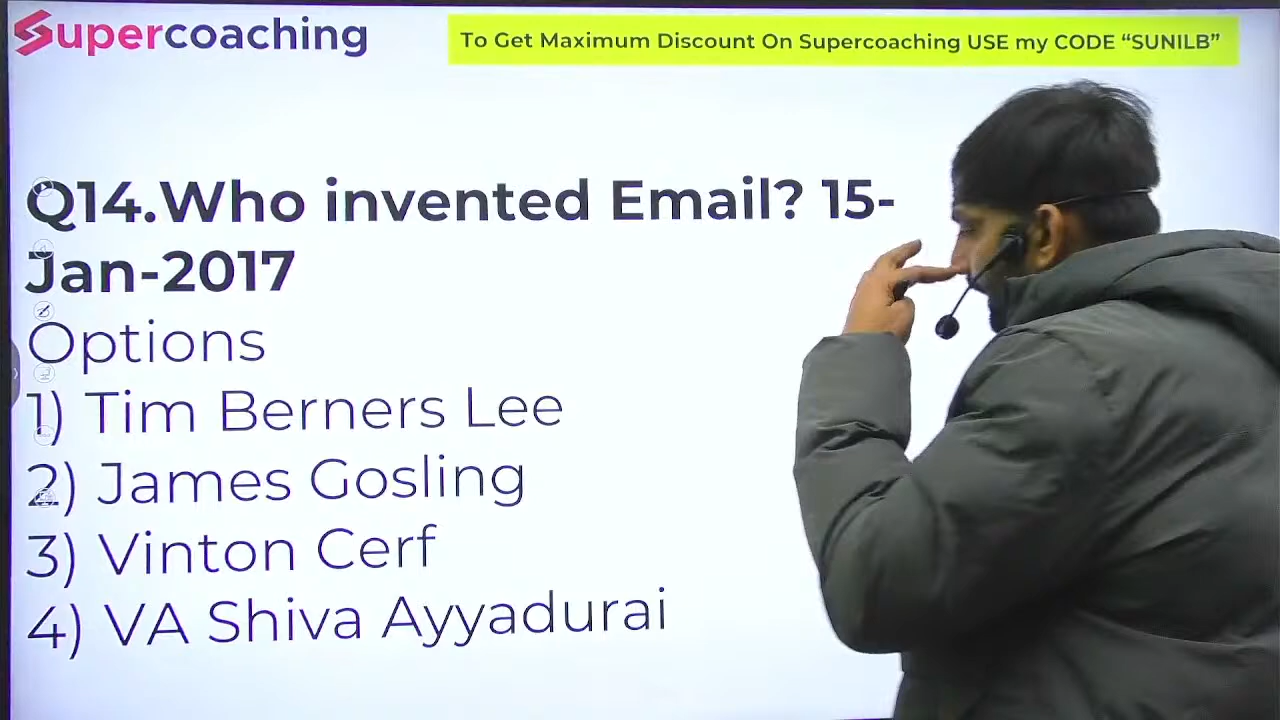 Supercoaching
To Get Maximum Discount On Supercoaching USE my CODE “SUNILB”
Q14.Who invented Email? 15-
Jan-2017
Options
1) Tim Berners Lee
2) James Gosling
3) Vinton Cerf
4) VA Shiva Ayyadurai